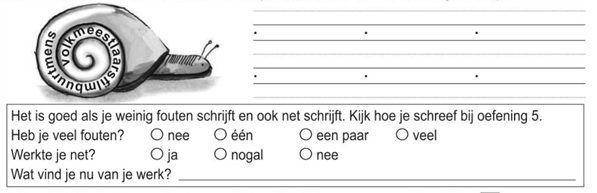 volkmeestlaarsfilmbuurtmens
Het is goed als je weinig fouten schrijft en ook net schrijft. Kijk hoe je schreef bij oefening 5.
Heb je veel fouten? nee één een paar veel
Werkte je net? ja nogal nee
Wat vind je nu van je werk?